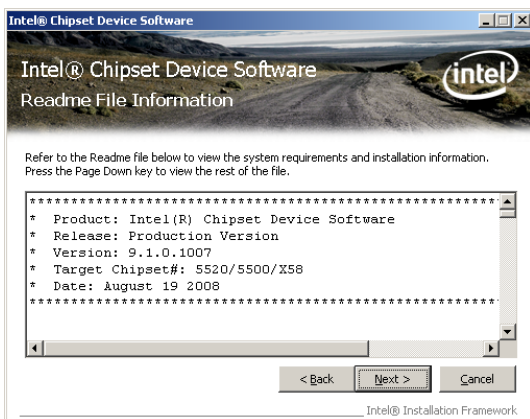 Intel® Chipset Device Software
Intel® Chipset Device Software
intel
Readme File Information
Refer to the Readme file below to view the system requirements and installation information.
Press the Page Down key to view the rest of the file.
************************************************************
*  Product: Intel(R) Chipset Device Software
*  Release: Production Version
*  Version: 9.1.0.1007
*  Target Chipset#: 5520/5500/X58
*  Date: August 19 2008
************************************************************
< Back
Next >
Cancel
Intel® Installation Framework